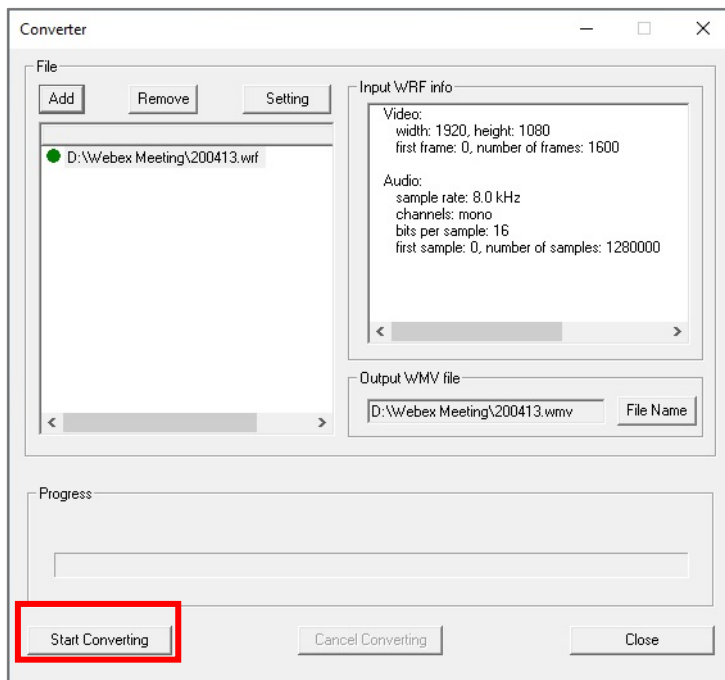 Converter
File
Add
Remove
Setting
D:\Webex Meeting\200413.wrf
Input WRF info
Video:
width: 1920, height: 1080
first frame: 0, number of frames: 1600
Audio:
sample rate: 8.0 kHz
channels: mono
bits per sample: 16
first sample: 0, number of samples: 1280000
Output WMV file
D:\Webex Meeting\200413.wmv
File Name
Progress
Start Converting
Cancel Converting
Close